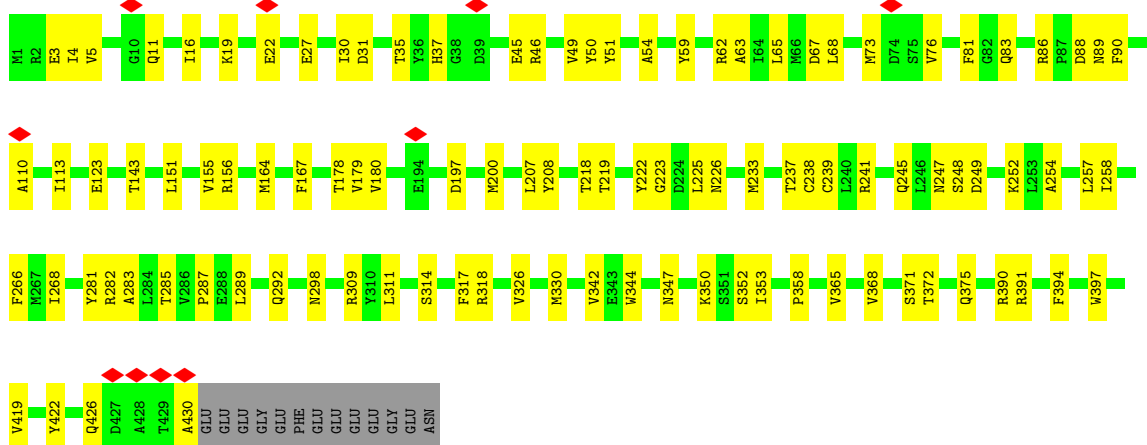 M1 R2 E3 I4 V5 G10 Q11 I16 K19 E22 E27 I30 D31 T35 Y36 H37 G38 D39 E45 R46 V49 Y50 Y51 A54 Y59 R62 A63 I64 L65 M66 D67 L68 M73 D74 S75 V76 F81 G82 Q83 R86 P87 D88 N89 F90
A110 I113 E123 T143 L151 V155 R156 M164 F167 T178 V179 V180 E194 D197 M200 L207 Y208 T218 T219 Y222 G223 D224 L225 N226 M233 T237 C238 C239 L240 R241 Q245 L246 N247 S248 D249 K252 L253 A254 L257 I258
F266 M267 I268 Y281 R282 A283 L284 T285 V286 P287 E288 L289 Q292 N298 R309 Y310 L311 S314 F317 R318 V326 M330 V342 E343 W344 N347 K350 S351 S352 I353 P358 V365 V368 S371 T372 Q375 R390 R391 F394 W397
V419 Y422 Q426 D427 A428 T429 A430 GLU GLU GLU GLY GLU PHE GLU GLU GLU GLU GLY GLU ASN